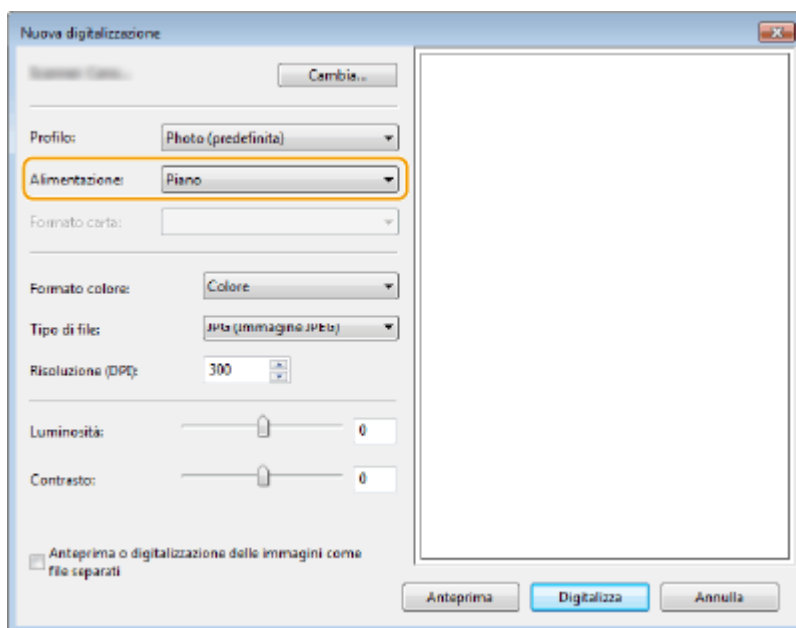 Nuova digitalizzazione
Cambia...
Profilo: Photo (predefinita)
Alimentazione: Piano
Formato carta:
Formato colore: Colore
Tipo di file: JPG (Immagine JPEG)
Risoluzione (DPI): 300
Luminosità: 0
Contrasto: 0
Anteprima o digitalizzazione delle immagini come
file separati
Anteprima Digitalizza Annulla